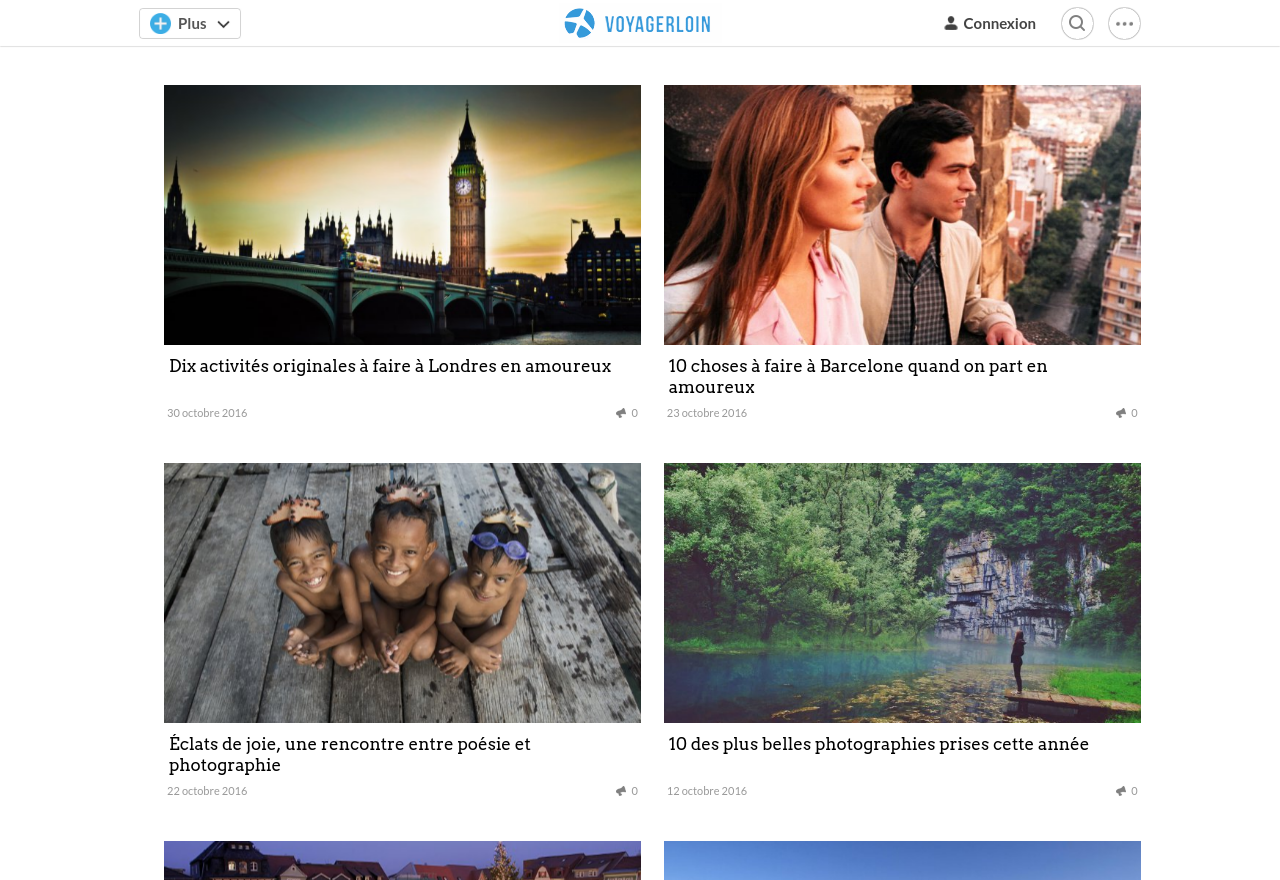 Plus
VOYAGERLOIN
Connexion
Dix activités originales à faire à Londres en amoureux
30 octobre 2016
0
10 choses à faire à Barcelone quand on part en
amoureux
23 octobre 2016
0
Éclats de joie, une rencontre entre poésie et
photographie
22 octobre 2016
0
10 des plus belles photographies prises cette année
12 octobre 2016
0